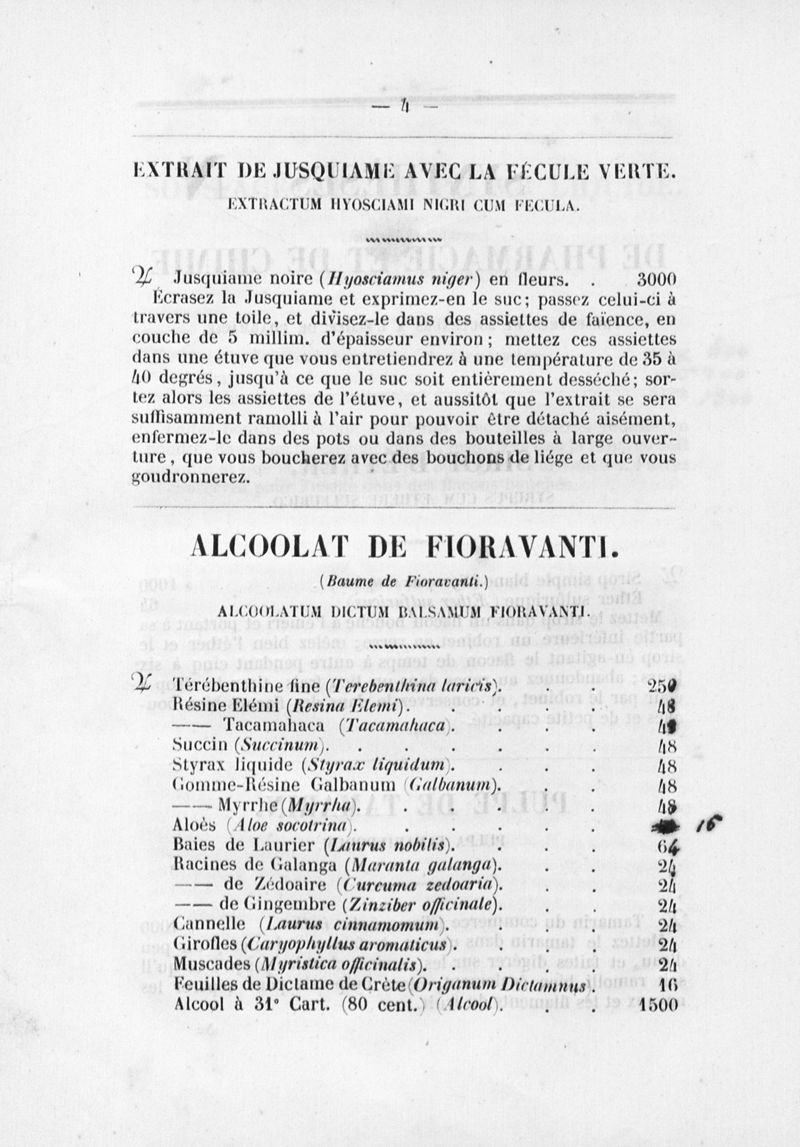 — 4 —
EXTRAIT DE JUSQUIAME AVEC LA FÉCULE VERTE.
EXTRACTUM HYOSCIAMI NIGRI CUM FECULA.
♃ Jusquiame noire (Hyosciamus niger) en fleurs. . 3000
Écrasez la Jusquiame et exprimez-en le suc; passez celui-ci à
travers une toile, et divisez-le dans des assiettes de faïence, en
couche de 5 millim. d'épaisseur environ; mettez ces assiettes
dans une étuve que vous entretiendrez à une température de 35 à
40 degrés, jusqu'à ce que le suc soit entièrement desséché; sor-
tez alors les assiettes de l'étuve, et aussitôt que l'extrait se sera
suffisamment ramolli à l'air pour pouvoir être détaché aisément,
enfermez-le dans des pots ou dans des bouteilles à large ouver-
ture, que vous boucherez avec des bouchons de liége et que vous
goudronnerez.
ALCOOLAT DE FIORAVANTI.
(Baume de Fioravanti.)
ALCOOLATUM DICTUM BALSAMUM FIORAVANTI.
♃ Térébenthine fine (Terebenthina laricis). . . 250
Résine Elémi (Resina Elemi). . . . . 48
—— Tacamahaca (Tacamahaca). . . . 48
Succin (Succinum). . . . . . . 48
Styrax liquide (Styrax liquidum). . . . 48
Gomme-Résine Galbanum (Galbanum). . . 48
—— Myrrhe (Myrrha). . . . . . 48
Aloès (Aloe socotrina). . . . . . 16
Baies de Laurier (Laurus nobilis). . . . 64
Racines de Galanga (Maranta galanga). . . 24
—— de Zédoaire (Curcuma zedoaria). . . 24
—— de Gingembre (Zinziber officinale). . . 24
Cannelle (Laurus cinnamomum). . . . 24
Girofles (Caryophyllus aromaticus). . . . 24
Muscades (Myristica officinalis). . . . . 24
Feuilles de Dictame de Crète (Origanum Dictamnus). 16
Alcool à 31° Cart. (80 cent.) (Alcool). . . 1500